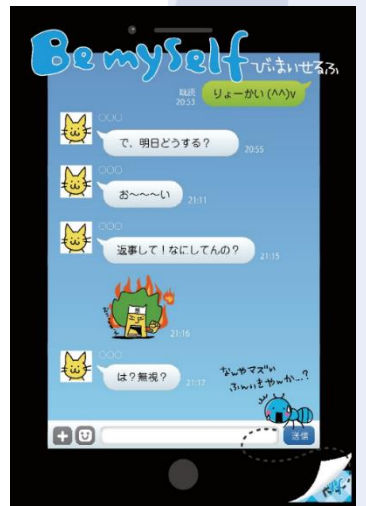 Be myself
びぃまいせるふ
既読
20:53
りょーかい (^^)v
○○○
で、明日どうする？
20:55
○○○
お〜〜〜い
21:11
○○○
返事して！なにしてんの？
21:15
21:16
○○○
は？無視？
21:17
なんやマズい
ふんいきやんか…？
送信